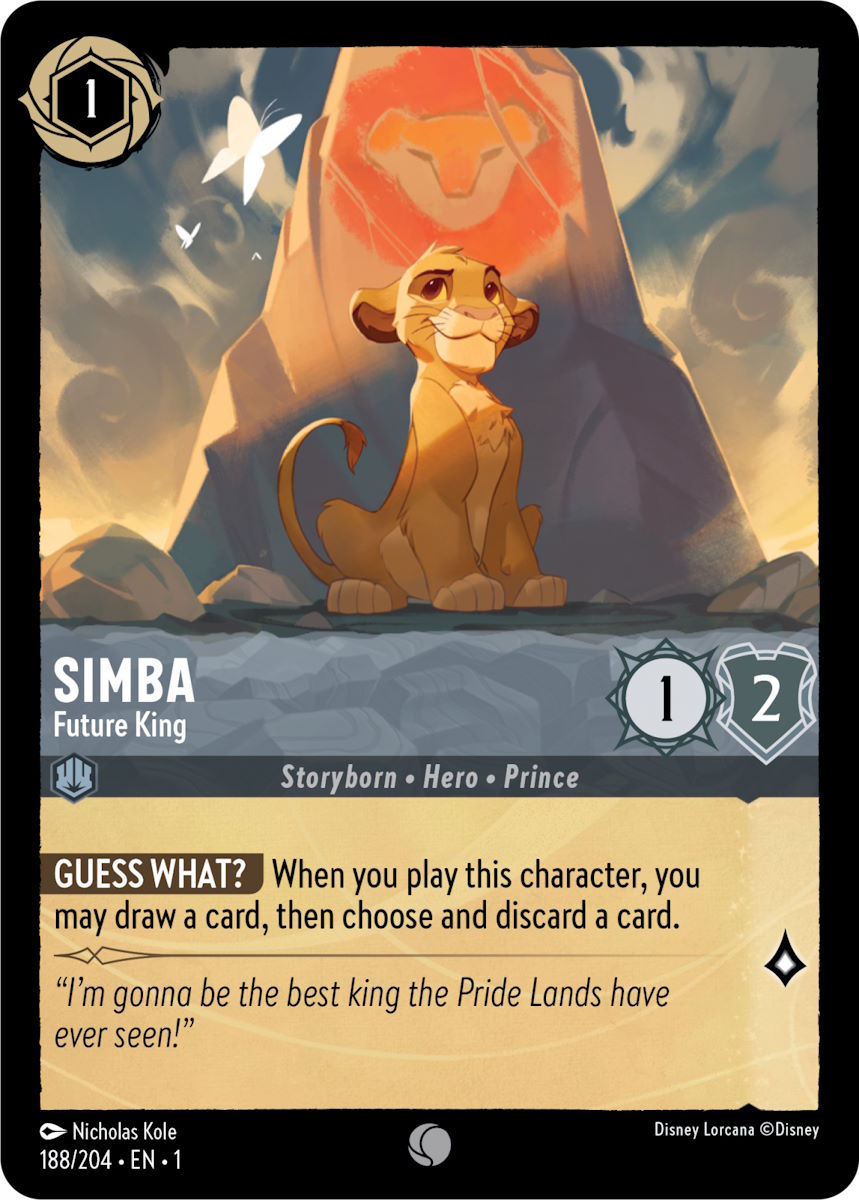 1
SIMBA
Future King
1
2
Storyborn • Hero • Prince
GUESS WHAT? When you play this character, you
may draw a card, then choose and discard a card.
“I’m gonna be the best king the Pride Lands have
ever seen!”
Nicholas Kole
188/204 • EN • 1
Disney Lorcana ©Disney